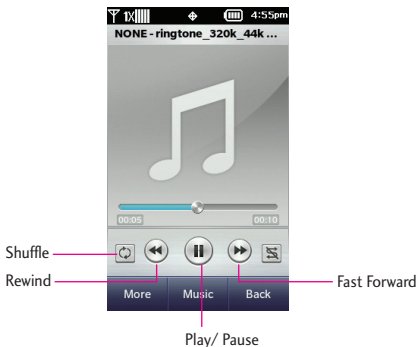 1X 4:55pm
NONE - ringtone_320k_44k ...
00:05 00:10
Shuffle
Rewind
Fast Forward
More Music Back
Play/ Pause